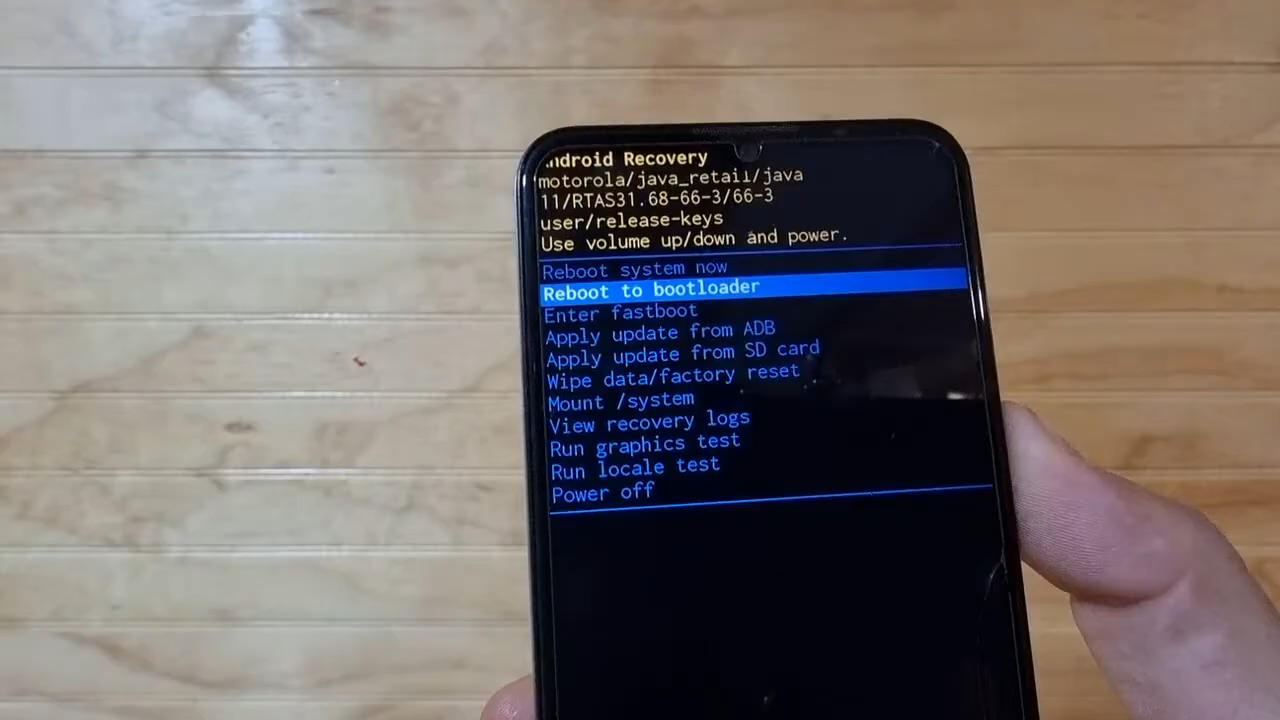 Android Recovery
motorola/java_retail/java
11/RTAS31.68-66-3/66-3
user/release-keys
Use volume up/down and power.
Reboot system now
Reboot to bootloader
Enter fastboot
Apply update from ADB
Apply update from SD card
Wipe data/factory reset
Mount /system
View recovery logs
Run graphics test
Run locale test
Power off